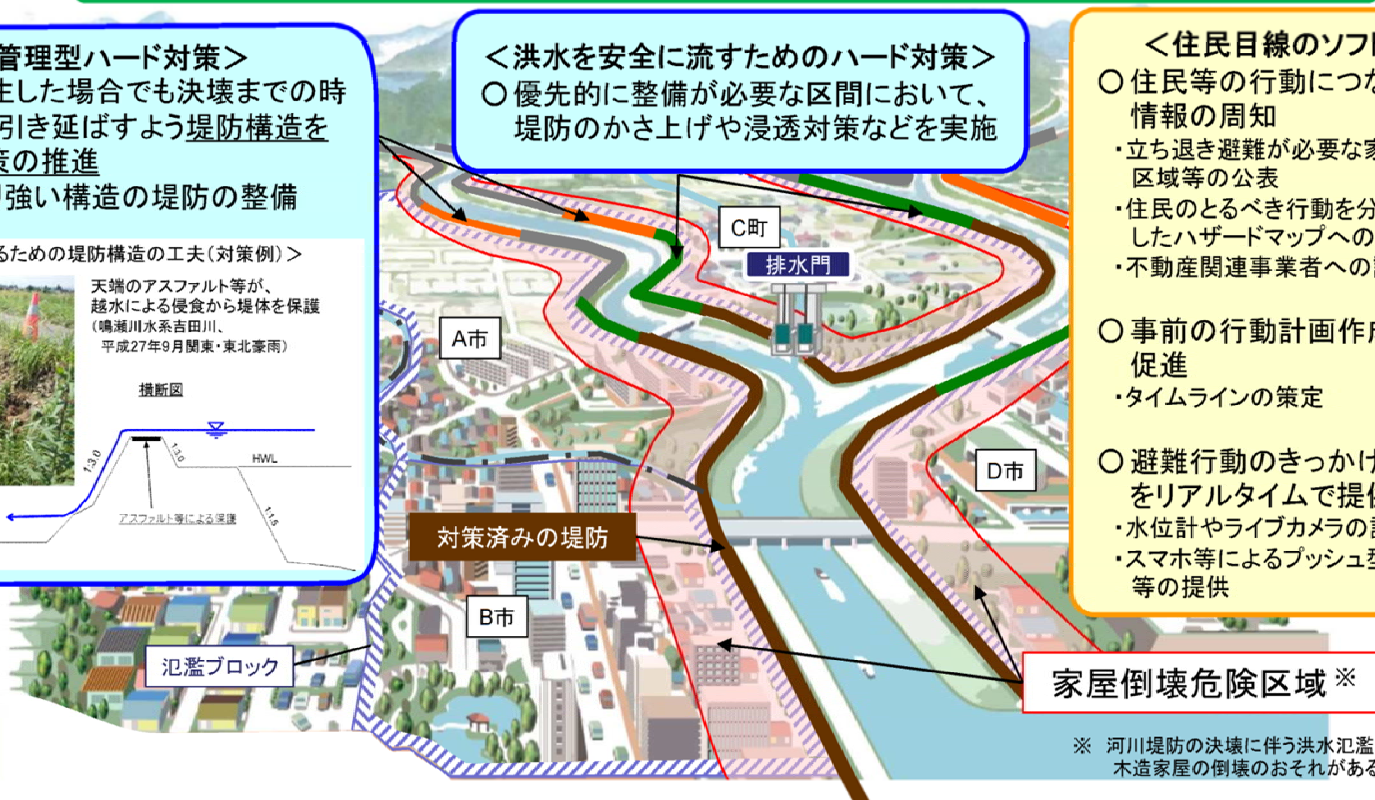 管理型ハード対策＞
生した場合でも決壊までの時
引き延ばすよう堤防構造を
策の推進
強い構造の堤防の整備
るための堤防構造の工夫（対策例）＞
天端のアスファルト等が、
越水による侵食から堤体を保護
（鳴瀬川水系吉田川、
平成27年9月関東・東北豪雨）
横断図
1:3.0
1:3.0
HWL
1:1.5
アスファルト等による保護
＜洪水を安全に流すためのハード対策＞
○優先的に整備が必要な区間において、
堤防のかさ上げや浸透対策などを実施
＜住民目線のソフト
○住民等の行動につな
情報の周知
・立ち退き避難が必要な家
区域等の公表
・住民のとるべき行動を分
したハザードマップへの
・不動産関連事業者への説
○事前の行動計画作成
促進
・タイムラインの策定
○避難行動のきっかけ
をリアルタイムで提供
・水位計やライブカメラの設
・スマホ等によるプッシュ型
等の提供
C町
排水門
A市
D市
対策済みの堤防
B市
氾濫ブロック
家屋倒壊危険区域※
※ 河川堤防の決壊に伴う洪水氾濫
木造家屋の倒壊のおそれがある